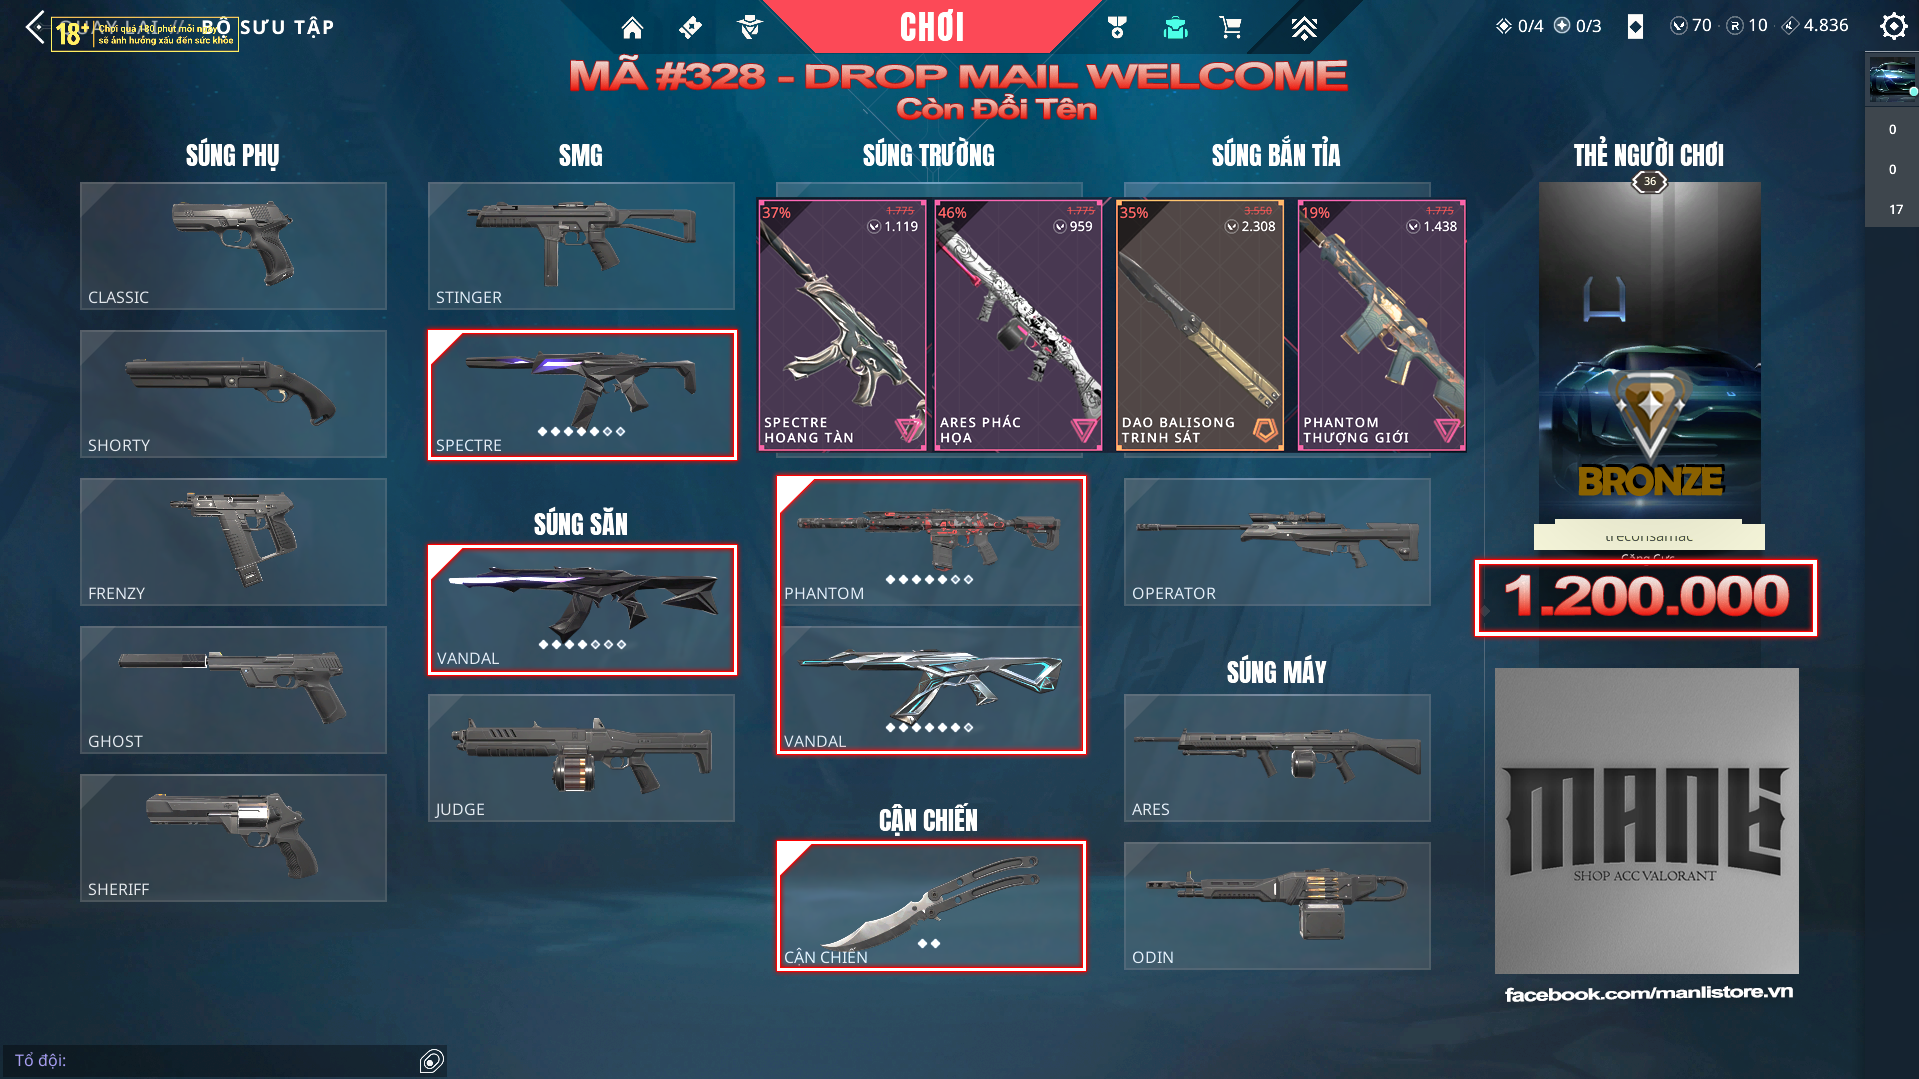 BỘ SƯU TẬP
18+ Chơi quá 180 phút mỗi ngày
sẽ ảnh hưởng xấu đến sức khỏe
CHƠI
0/4 0/3 70 10 4.836
MÃ #328 - DROP MAIL WELCOME
Còn Đổi Tên
0
0
17
SÚNG PHỤ
CLASSIC
SHORTY
FRENZY
GHOST
SHERIFF
SMG
STINGER
SPECTRE
SÚNG SĂN
VANDAL
JUDGE
SÚNG TRƯỜNG
37% 1.775
1.119
SPECTRE
HOANG TÀN
46% 1.775
959
ARES PHÁC
HỌA
PHANTOM
VANDAL
CẬN CHIẾN
CẬN CHIẾN
SÚNG BẮN TỈA
35% 3.550
2.308
DAO BALISONG
TRINH SÁT
19% 1.775
1.438
PHANTOM
THƯỢNG GIỚI
OPERATOR
SÚNG MÁY
ARES
ODIN
THẺ NGƯỜI CHƠI
36
BRONZE
1.200.000
MANLI
SHOP ACC VALORANT
facebook.com/manlistore.vn
Tổ đội: